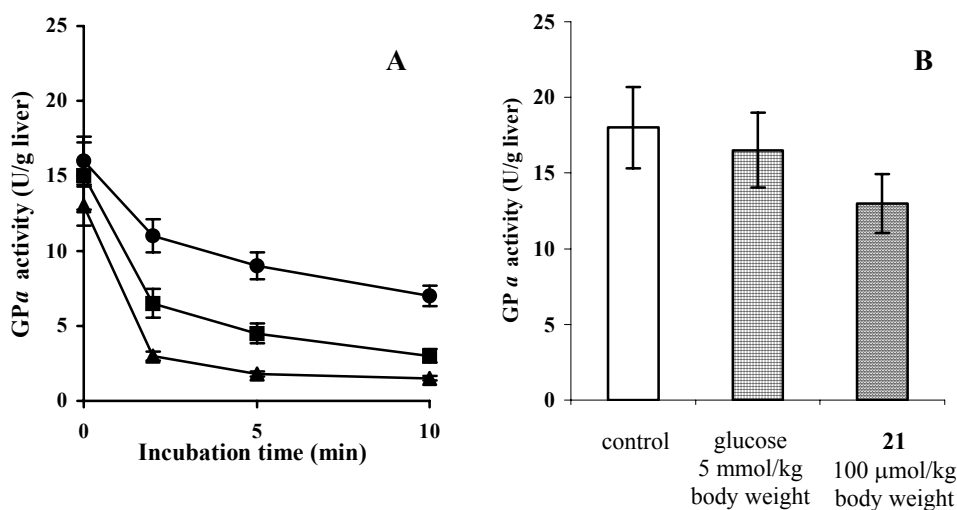 A
GPa activity (U/g liver)
25
20
15
10
5
0
0
5
10
Incubation time (min)
B
GP a activity (U/g liver)
25
20
15
10
5
0
control
glucose
5 mmol/kg
body weight
21
100 μmol/kg
body weight